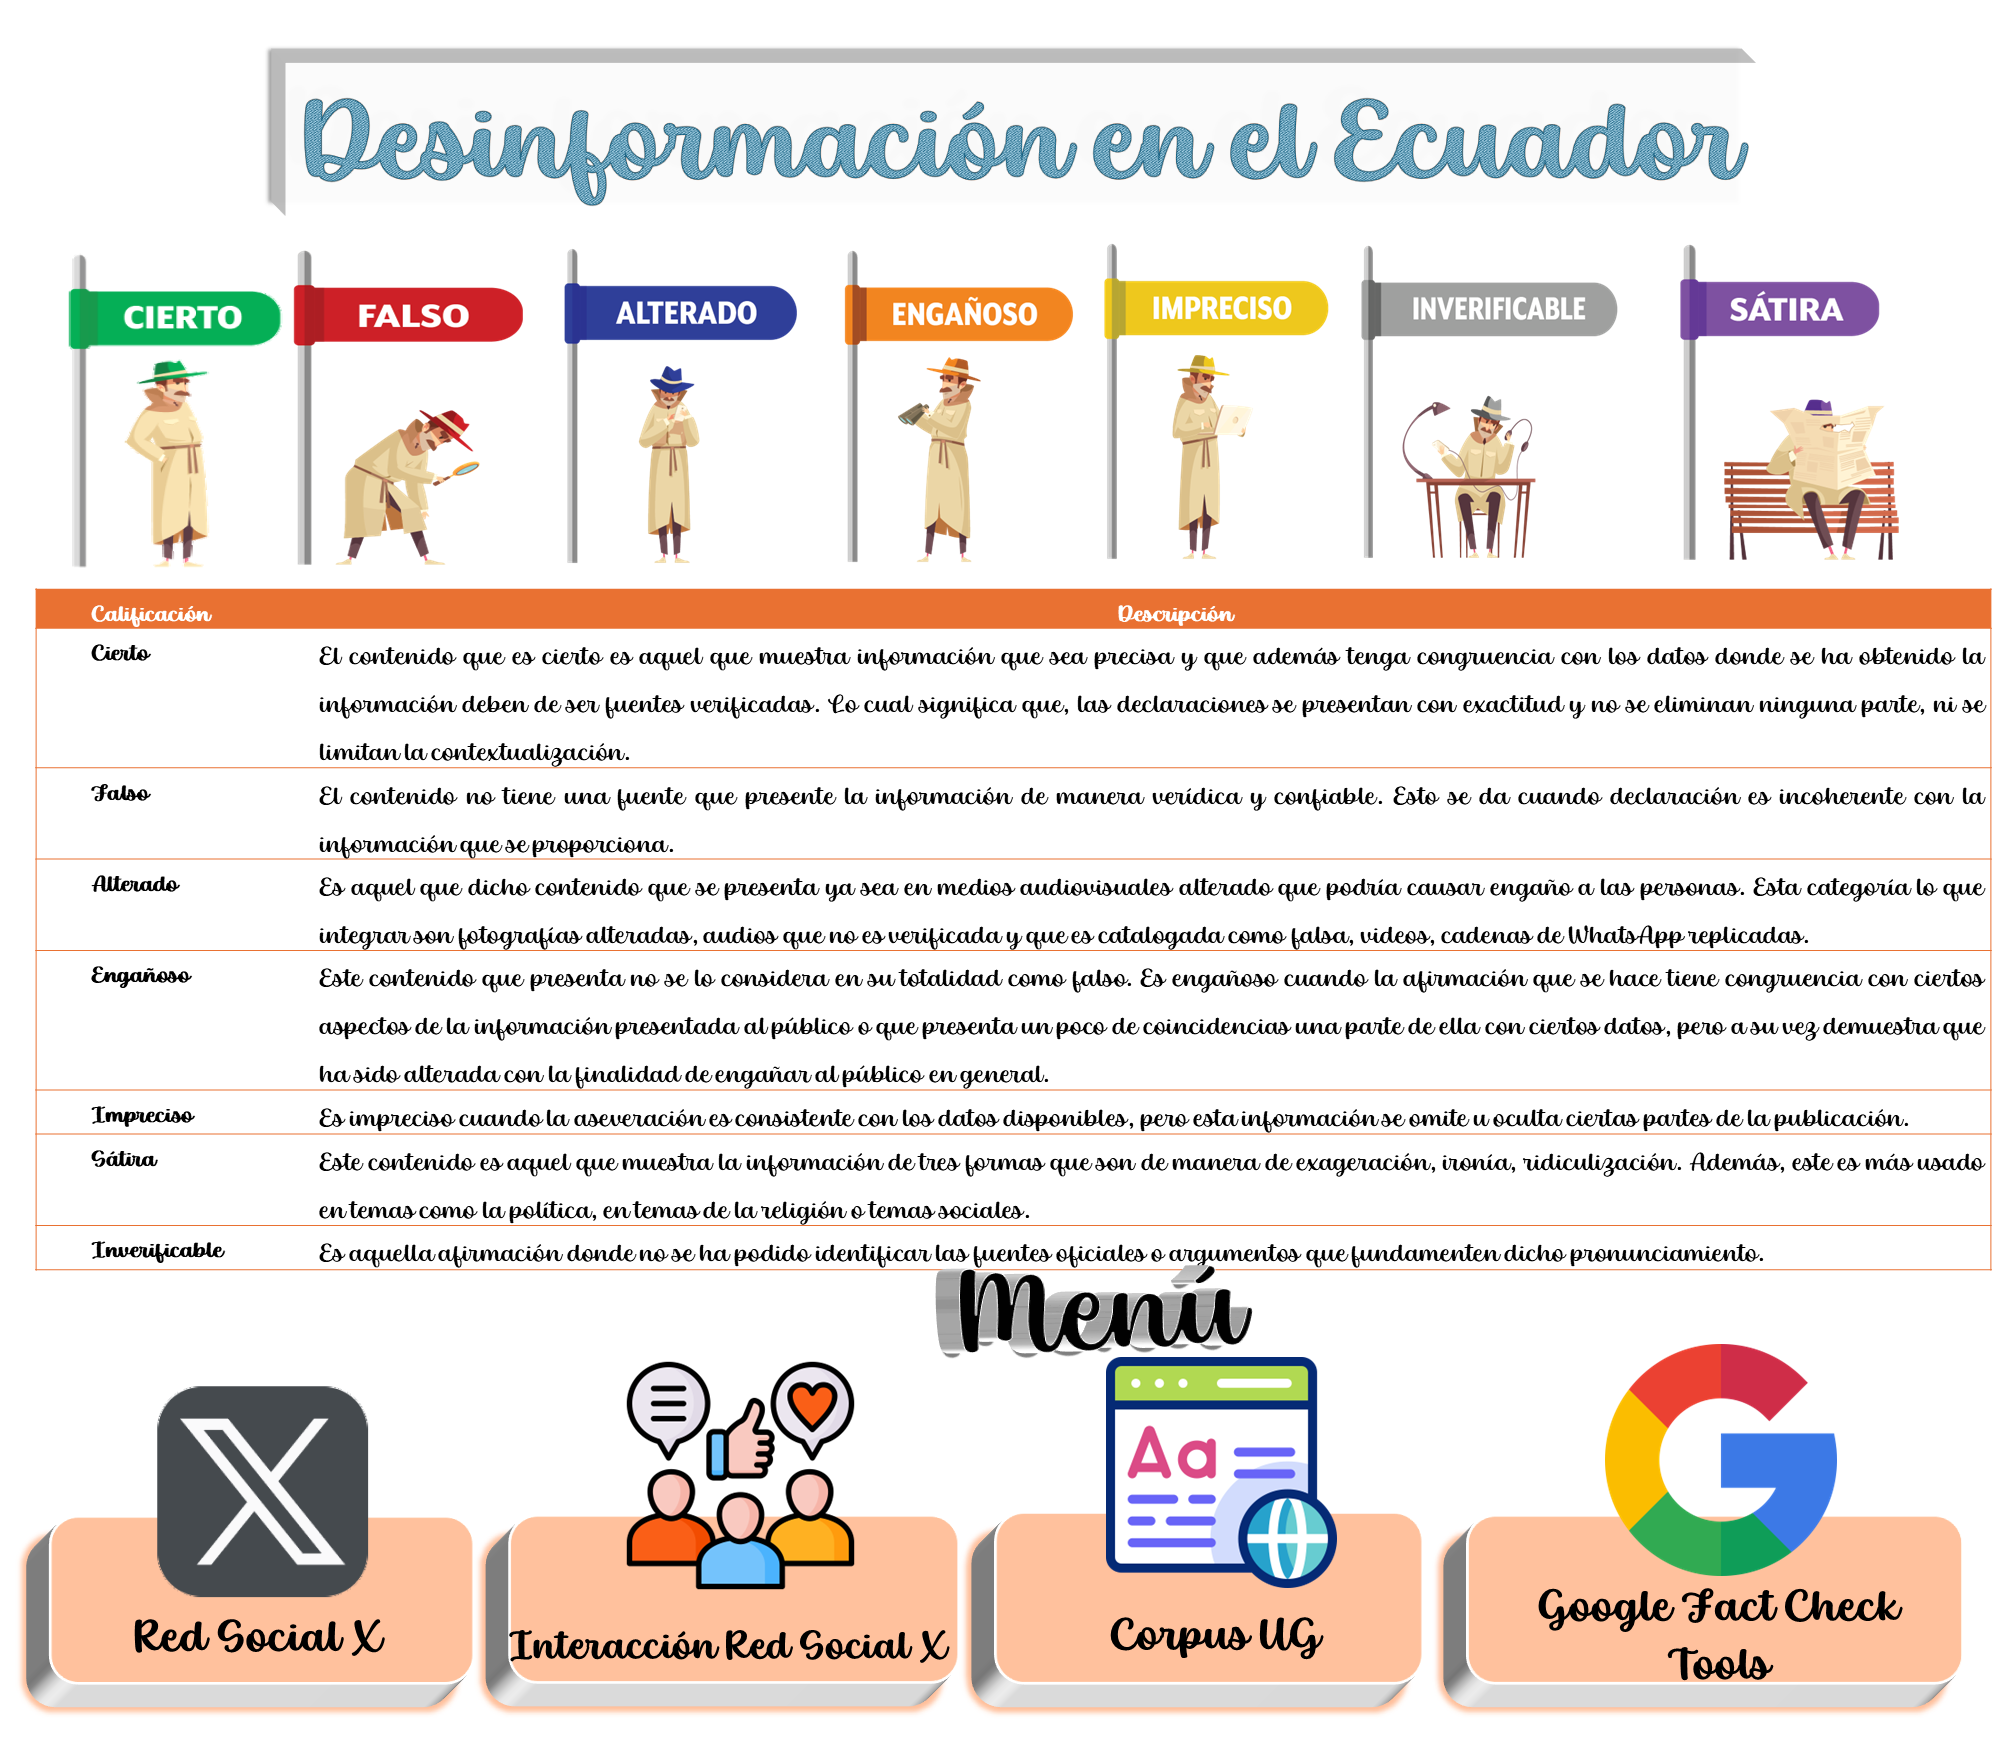 Desinformación en el Ecuador
CIERTO
FALSO
ALTERADO
ENGAÑOSO
IMPRECISO
INVERIFICABLE
SÁTIRA
Calificación
Descripción
Cierto
El contenido que es cierto es aquel que muestra información que sea precisa y que además tenga congruencia con los datos donde se ha obtenido la
información deben de ser fuentes verificadas. Lo cual significa que, las declaraciones se presentan con exactitud y no se eliminan ninguna parte, ni se
limitan la contextualización.
Falso
El contenido no tiene una fuente que presente la información de manera verídica y confiable. Esto se da cuando declaración es incoherente con la
información que se proporciona.
Alterado
Es aquel que dicho contenido que se presenta ya sea en medios audiovisuales alterado que podría causar engaño a las personas. Esta categoría lo que
integrar son fotografías alteradas, audios que no es verificada y que es catalogada como falsa, videos, cadenas de WhatsApp replicadas.
Engañoso
Este contenido que presenta no se lo considera en su totalidad como falso. Es engañoso cuando la afirmación que se hace tiene congruencia con ciertos
aspectos de la información presentada al público o que presenta un poco de coincidencias una parte de ella con ciertos datos, pero a su vez demuestra que
ha sido alterada con la finalidad de engañar al público en general.
Impreciso
Es impreciso cuando la aseveración es consistente con los datos disponibles, pero esta información se omite u oculta ciertas partes de la publicación.
Sátira
Este contenido es aquel que muestra la información de tres formas que son de manera de exageración, ironía, ridiculización. Además, este es más usado
en temas como la política, en temas de la religión o temas sociales.
Inverificable
Es aquella afirmación donde no se ha podido identificar las fuentes oficiales o argumentos que fundamenten dicho pronunciamiento.
Menú
Aa
Red Social X
Interacción Red Social X
Corpus UG
Google Fact Check
Tools